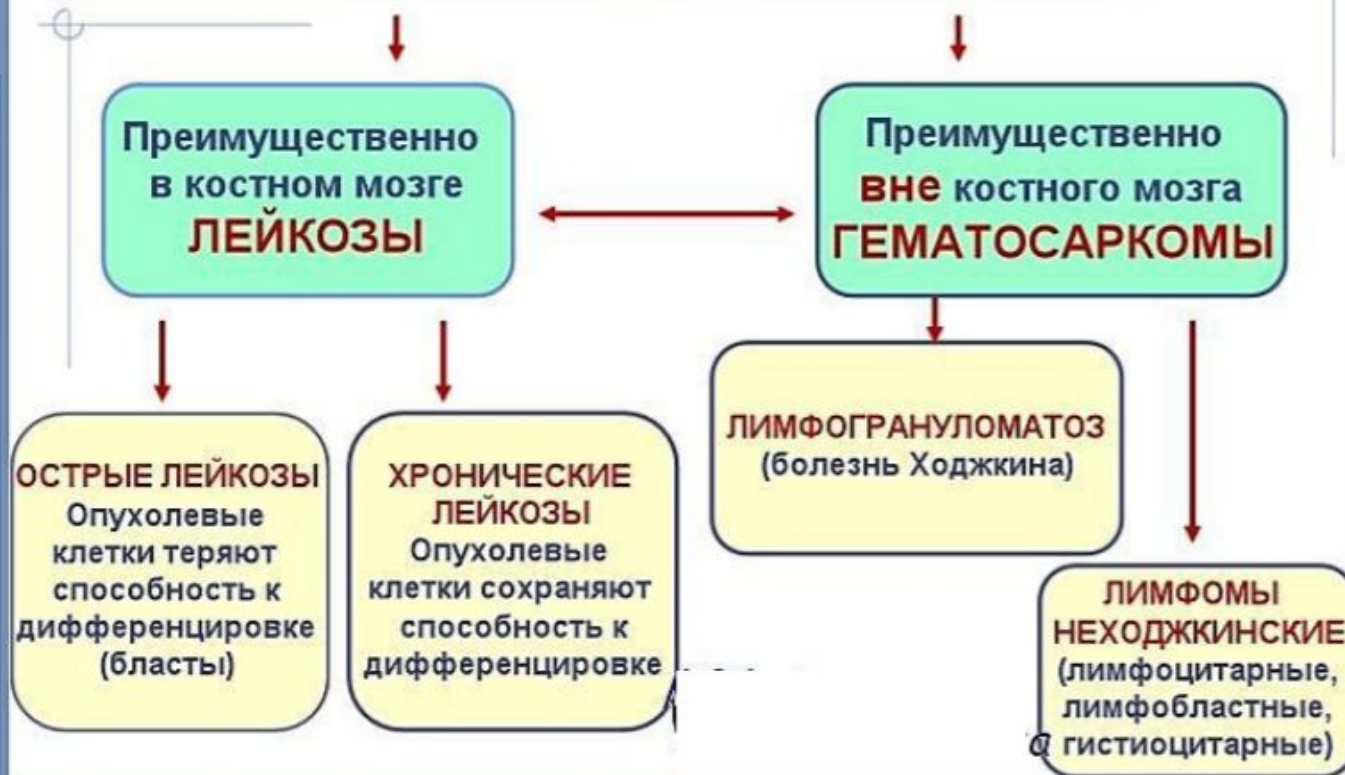 Преимущественно
в костном мозге
ЛЕЙКОЗЫ
Преимущественно
вне костного мозга
ГЕМАТОСАРКОМЫ
ОСТРЫЕ ЛЕЙКОЗЫ
Опухолевые
клетки теряют
способность к
дифференцировке
(бласты)
ХРОНИЧЕСКИЕ
ЛЕЙКОЗЫ
Опухолевые
клетки сохраняют
способность к
дифференцировке
ЛИМФОГРАНУЛОМАТОЗ
(болезнь Ходжкина)
ЛИМФОМЫ
НЕХОДЖКИНСКИЕ
(лимфоцитарные,
лимфобластные,
гистиоцитарные)